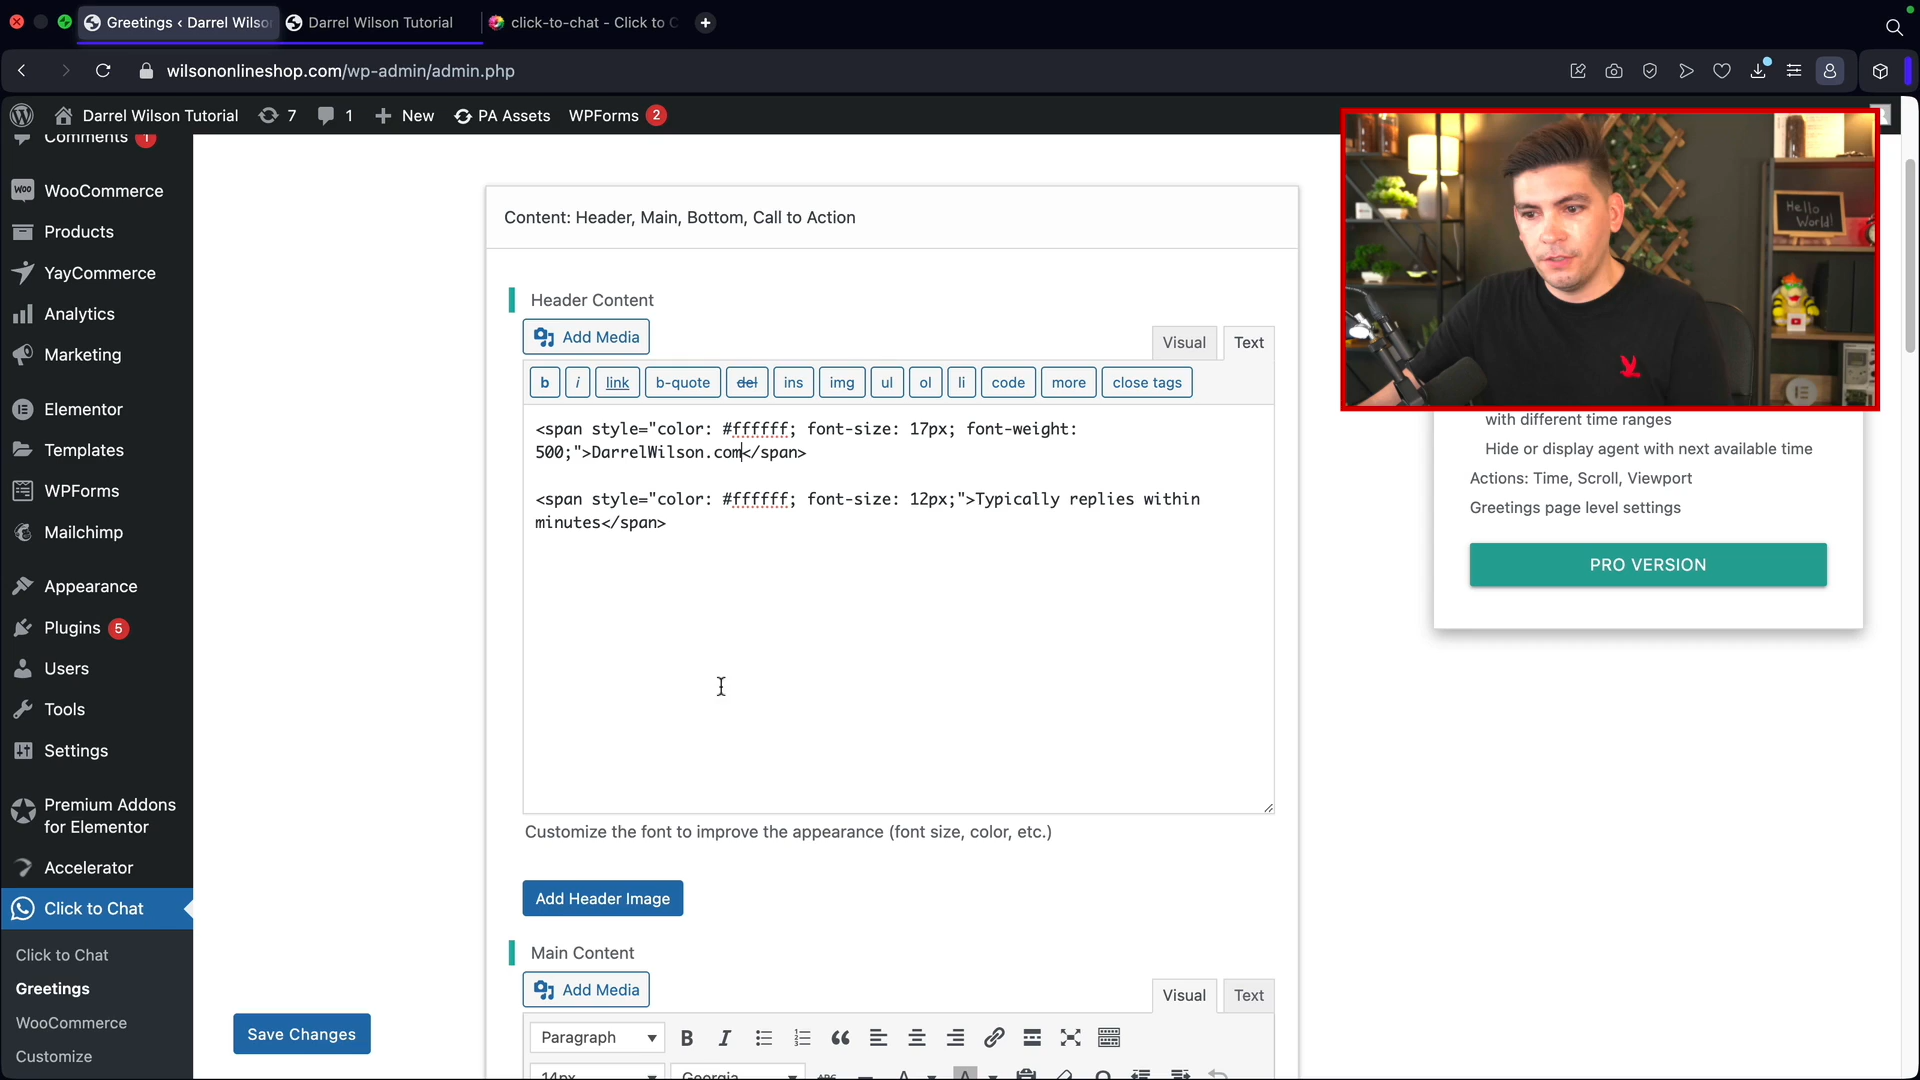 Greetings ‹ Darrel Wilson
Darrel Wilson Tutorial
click-to-chat - Click to C
wilsononlineshop.com/wp-admin/admin.php
Darrel Wilson Tutorial
7
1
New
PA Assets
WPForms
2
Comments 1
WooCommerce
Products
YayCommerce
Analytics
Marketing
Elementor
Templates
WPForms
Mailchimp
Appearance
Plugins 5
Users
Tools
Settings
Premium Addons
for Elementor
Accelerator
Click to Chat
Click to Chat
Greetings
WooCommerce
Customize
Content: Header, Main, Bottom, Call to Action
Header Content
Add Media
Visual
Text
b
i
link
b-quote
del
ins
img
ul
ol
li
code
more
close tags
<span style="color: #ffffff; font-size: 17px; font-weight:
500;">DarrelWilson.com</span>
<span style="color: #ffffff; font-size: 12px;">Typically replies within
minutes</span>
Customize the font to improve the appearance (font size, color, etc.)
Add Header Image
Main Content
Add Media
Visual
Text
Paragraph
14px
Georgia
Save Changes
Hello
World!
with different time ranges
Hide or display agent with next available time
Actions: Time, Scroll, Viewport
Greetings page level settings
PRO VERSION